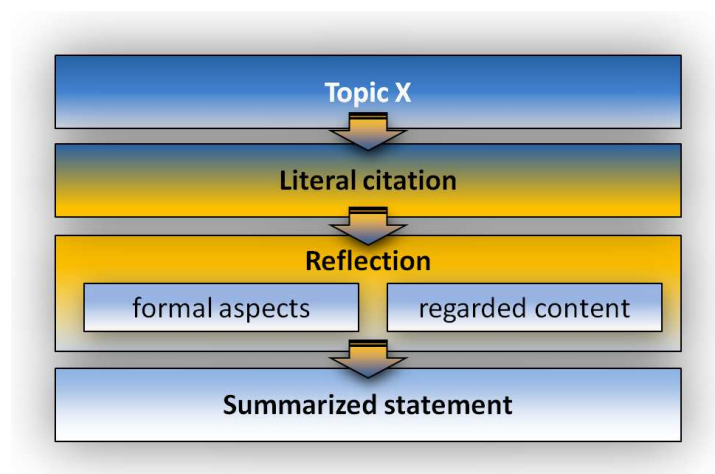 Topic X
Literal citation
Reflection
formal aspects
regarded content
Summarized statement